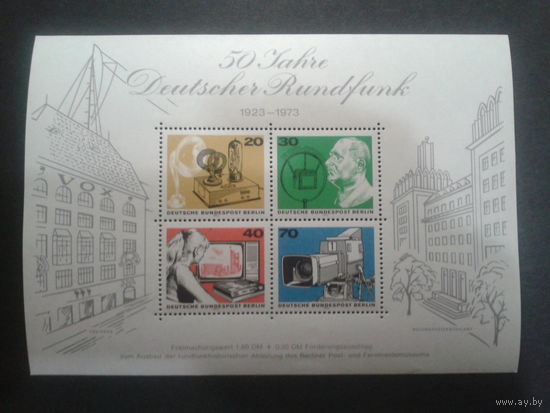 50 Jahre
Deutscher Rundfunk
1923–1973
20
DEUTSCHE BUNDESPOST BERLIN
30
DEUTSCHE BUNDESPOST BERLIN
VOX
40
DEUTSCHE BUNDESPOST BERLIN
70
DEUTSCHE BUNDESPOST BERLIN
Freimachungswert 1,60 DM + 0,20 DM Förderungszuschlag
zum Ausbau der rundfunkhistorischen Abteilung des Berliner Post- und Fernmeldemuseums
www.ay.by